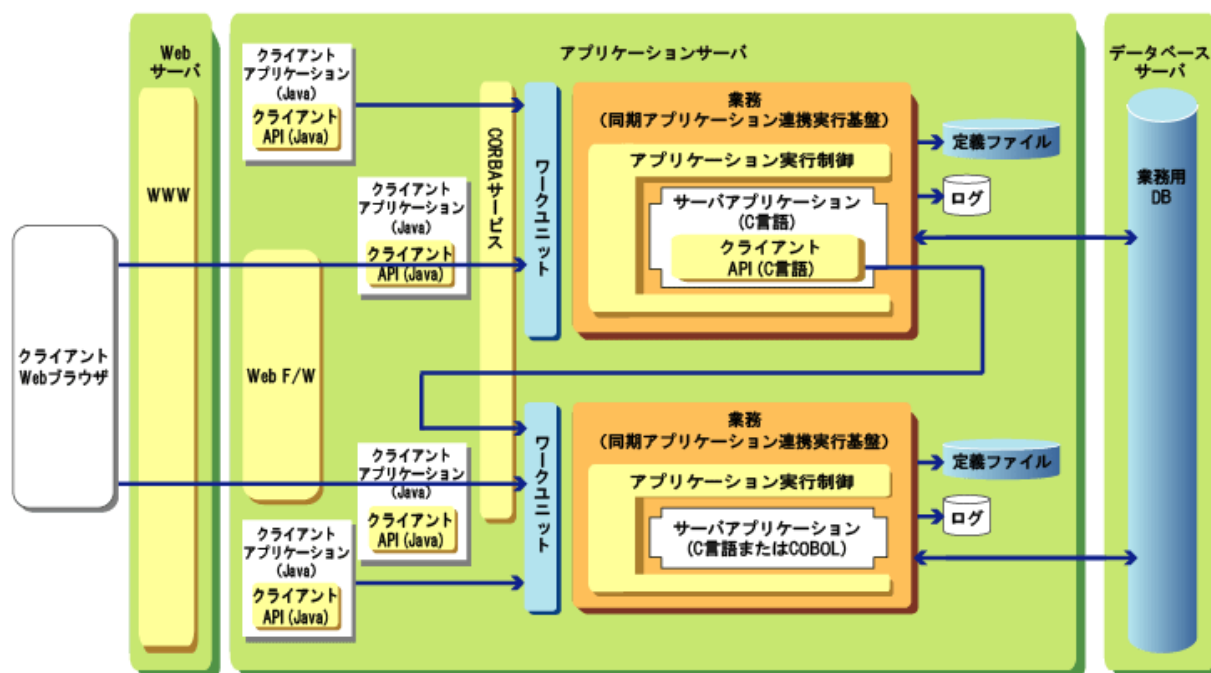 Web
サーバ
WWW
クライアント
Webブラウザ
アプリケーションサーバ
クライアント
アプリケーション
(Java)
クライアント
API(Java)
クライアント
アプリケーション
(Java)
クライアント
API(Java)
Web F/W
CORBAサービス
ワークユニット
業務
(同期アプリケーション連携実行基盤)
アプリケーション実行制御
サーバアプリケーション
(C言語)
クライアント
API(C言語)
定義ファイル
ログ
クライアント
アプリケーション
(Java)
クライアント
API(Java)
クライアント
アプリケーション
(Java)
クライアント
API(Java)
ワークユニット
業務
(同期アプリケーション連携実行基盤)
アプリケーション実行制御
サーバアプリケーション
(C言語またはCOBOL)
定義ファイル
ログ
データベース
サーバ
業務用
DB